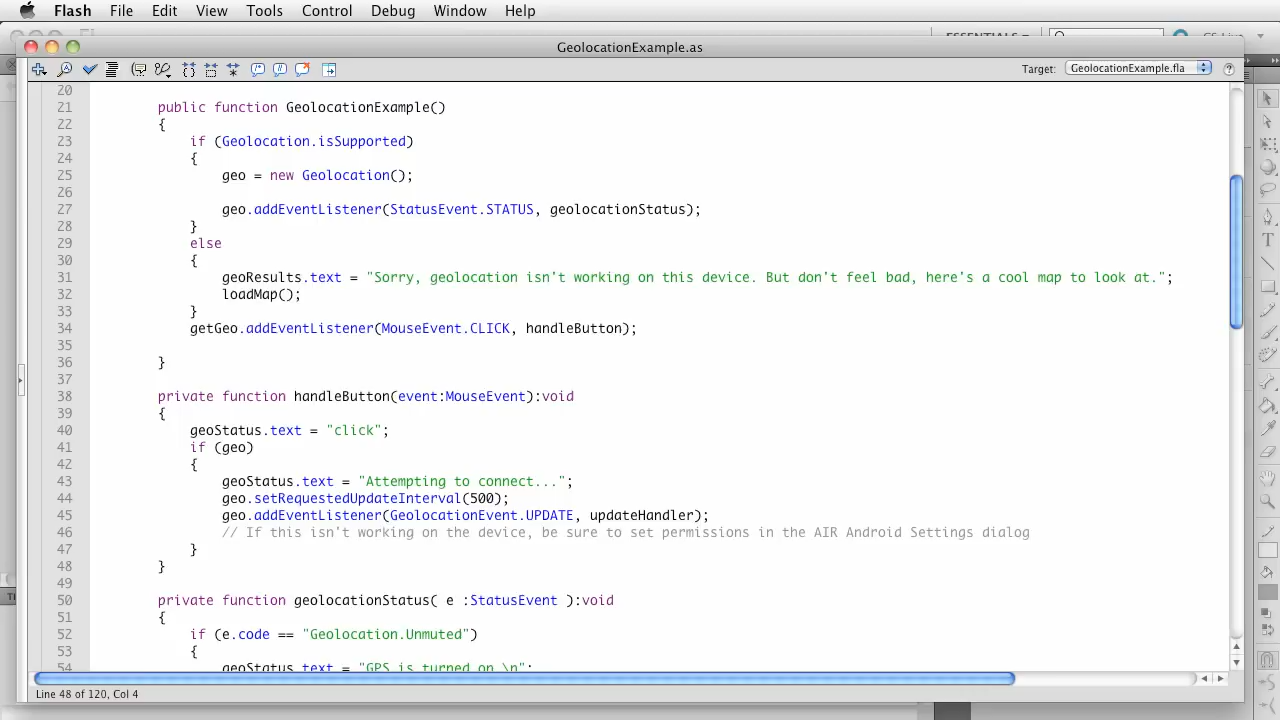 Flash File Edit View Tools Control Debug Window Help
GeolocationExample.as
Target: GeolocationExample.fla
20
21 public function GeolocationExample()
22 {
23 if (Geolocation.isSupported)
24 {
25 geo = new Geolocation();
26
27 geo.addEventListener(StatusEvent.STATUS, geolocationStatus);
28 }
29 else
30 {
31 geoResults.text = "Sorry, geolocation isn't working on this device. But don't feel bad, here's a cool map to look at.";
32 loadMap();
33 }
34 getGeo.addEventListener(MouseEvent.CLICK, handleButton);
35
36 }
37
38 private function handleButton(event:MouseEvent):void
39 {
40 geoStatus.text = "click";
41 if (geo)
42 {
43 geoStatus.text = "Attempting to connect...";
44 geo.setRequestedUpdateInterval(500);
45 geo.addEventListener(GeolocationEvent.UPDATE, updateHandler);
46 // If this isn't working on the device, be sure to set permissions in the AIR Android Settings dialog
47 }
48 }
49
50 private function geolocationStatus( e :StatusEvent ):void
51 {
52 if (e.code == "Geolocation.Unmuted")
53 {
54 geoStatus.text = "GPS is turned on.\n";
Line 48 of 120, Col 4